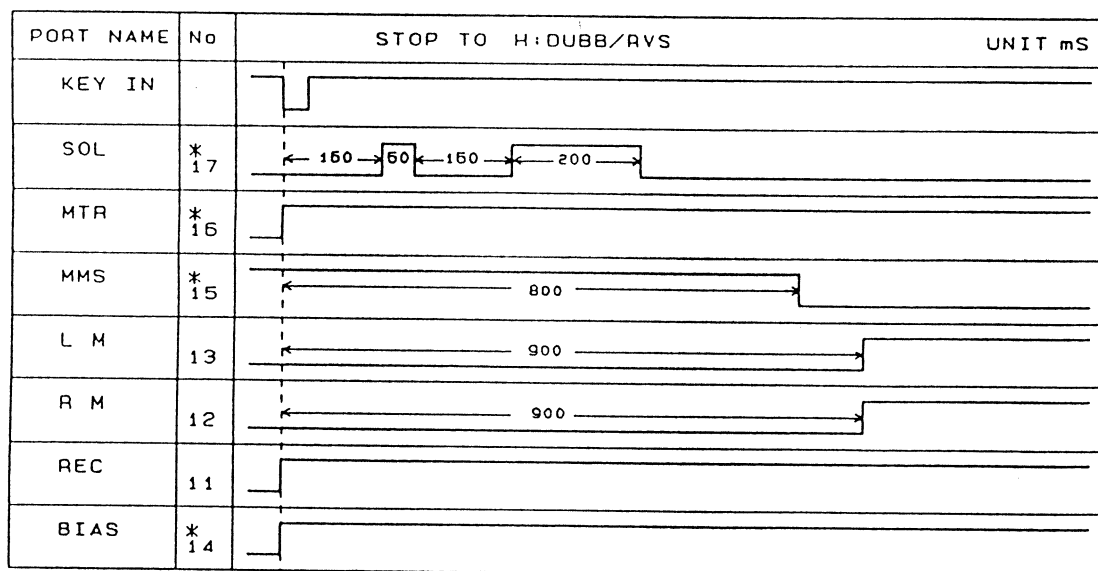 PORT NAME No STOP TO H:DUBB/RVS UNIT mS
KEY IN
SOL * 17 150 50 150 200
MTR * 16
MMS * 15 800
L M 13 900
R M 12 900
REC 11
BIAS * 14